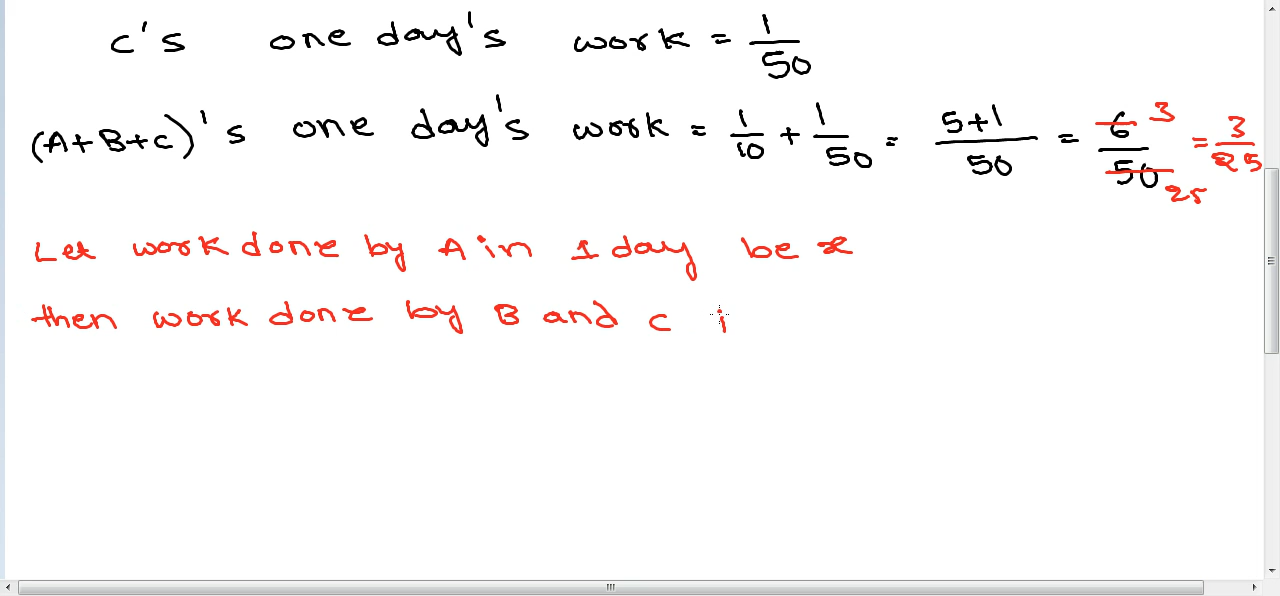 c's one day's work = 1/50
(A+B+c)'s one day's work = 1/10 + 1/50 = 5+1/50 = 6/50 3 25 = 3/25
Let work done by A in 1 day be x
then work done by B and c i